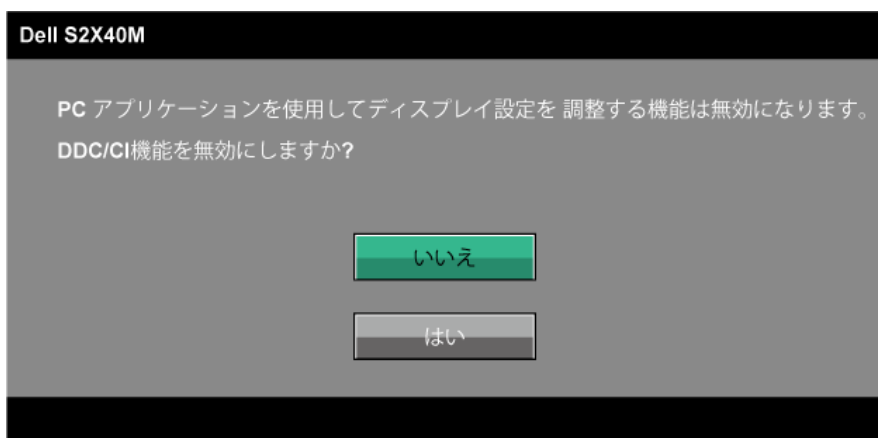 Dell S2X40M
PC アプリケーションを使用してディスプレイ設定を 調整する機能は無効になります。
DDC/CI機能を無効にしますか?
いいえ
はい